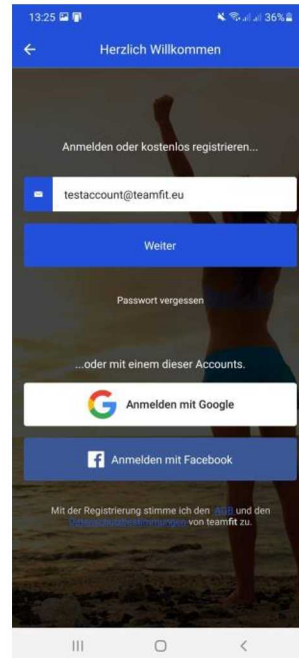 13:25 36%
Herzlich Willkommen
Anmelden oder kostenlos registrieren...
testaccount@teamfit.eu
Weiter
Passwort vergessen
...oder mit einem dieser Accounts.
Anmelden mit Google
Anmelden mit Facebook
Mit der Registrierung stimme ich den AGB und den
Datenschutzbestimmungen von teamfit zu.